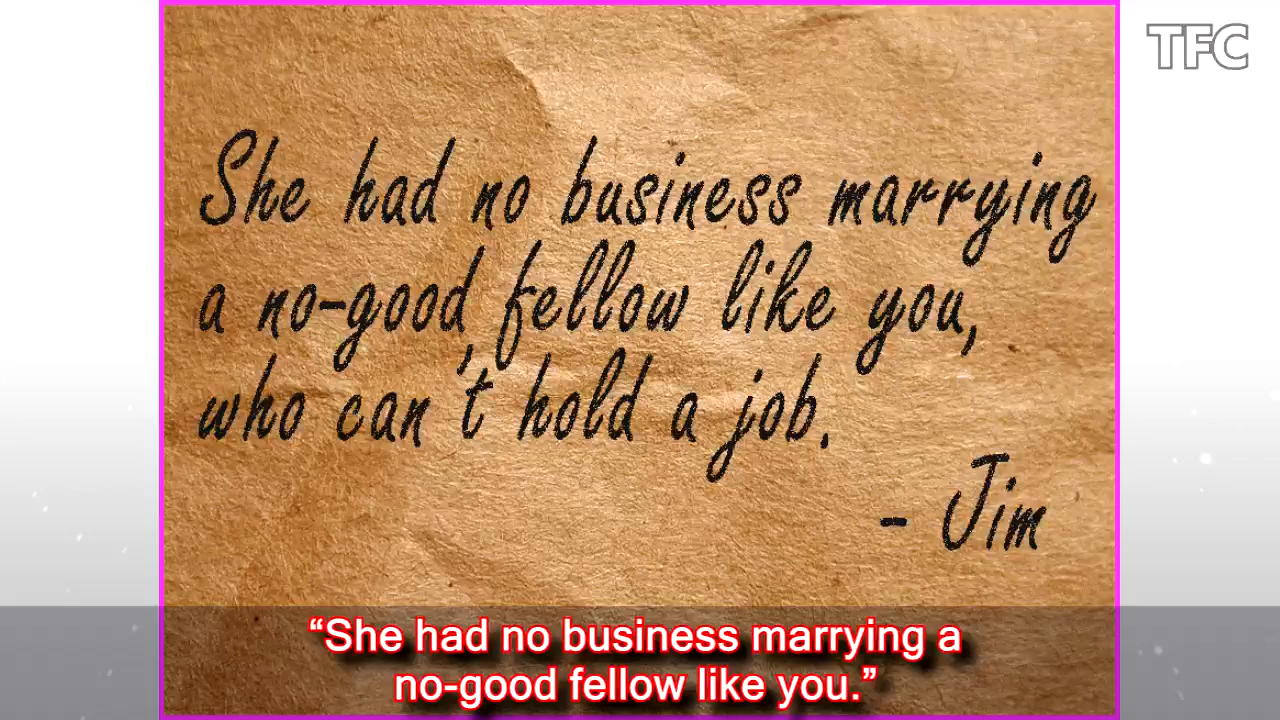 TFC
She had no business marrying
a no-good fellow like you,
who can't hold a job.
- Jim
“She had no business marrying a
no-good fellow like you.”